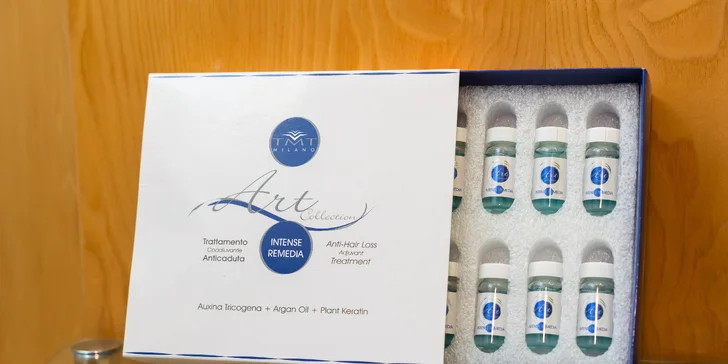 TMT
MILANO
Art
Collection
INTENSE
REMEDIA
Trattamento
Coadiuvante
Anticaduta
Anti-Hair Loss
Adjuvant
Treatment
Auxina Tricogena + Argan Oil + Plant Keratin